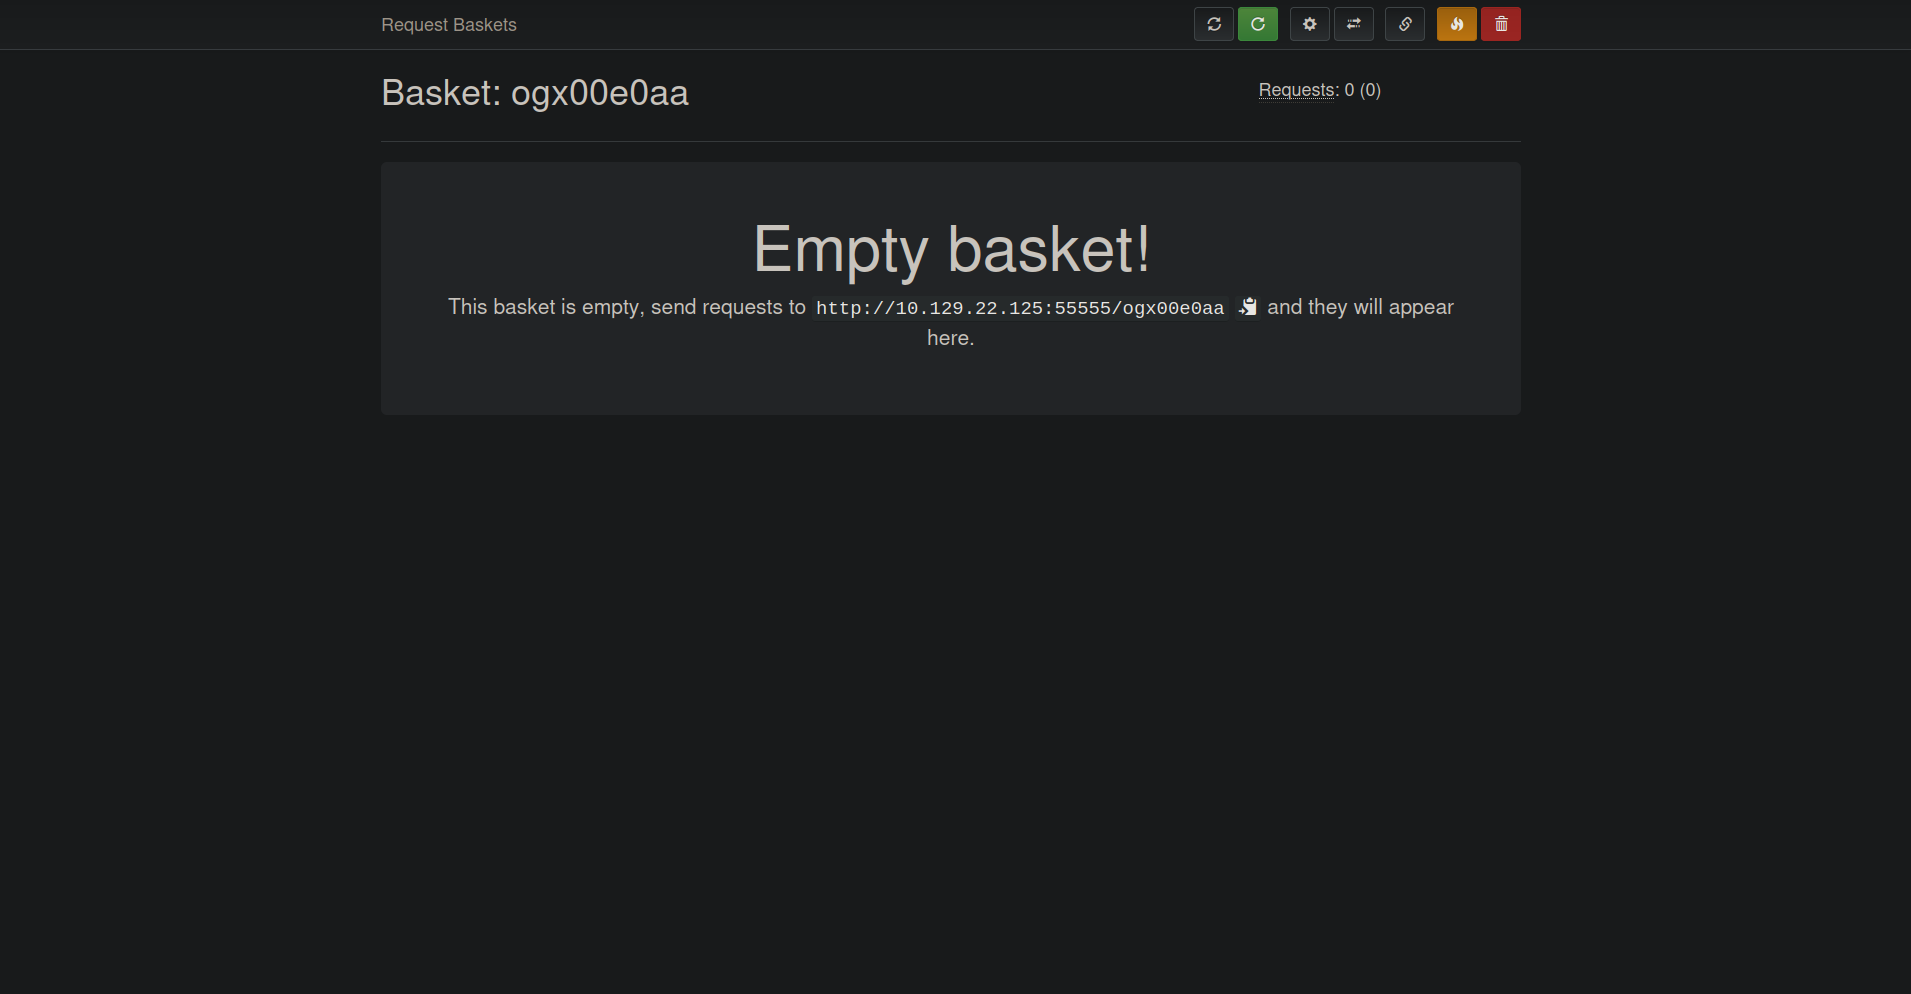 Request Baskets
Basket: ogx00e0aa
Requests: 0 (0)
Empty basket!
This basket is empty, send requests to http://10.129.22.125:55555/ogx00e0aa and they will appear
here.